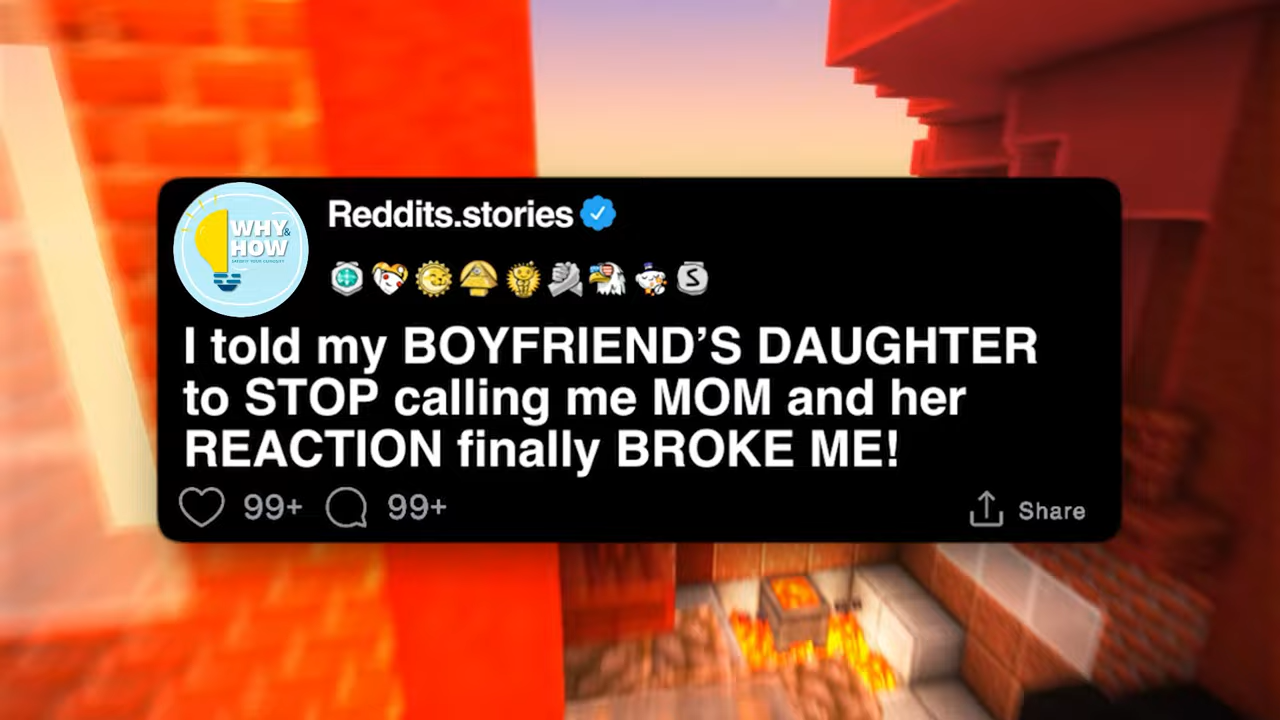 WHY&
HOW
Reddits.stories
I told my BOYFRIEND’S DAUGHTER
to STOP calling me MOM and her
REACTION finally BROKE ME!
99+ 99+ Share